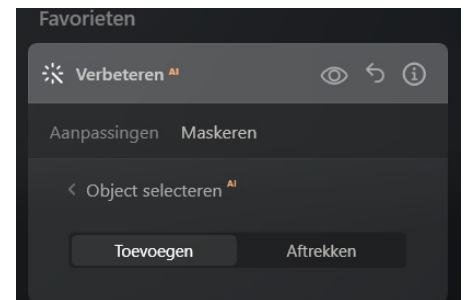 Favorieten
Verbeteren AI
Aanpassingen Maskeren
< Object selecteren AI
Toevoegen Aftrekken